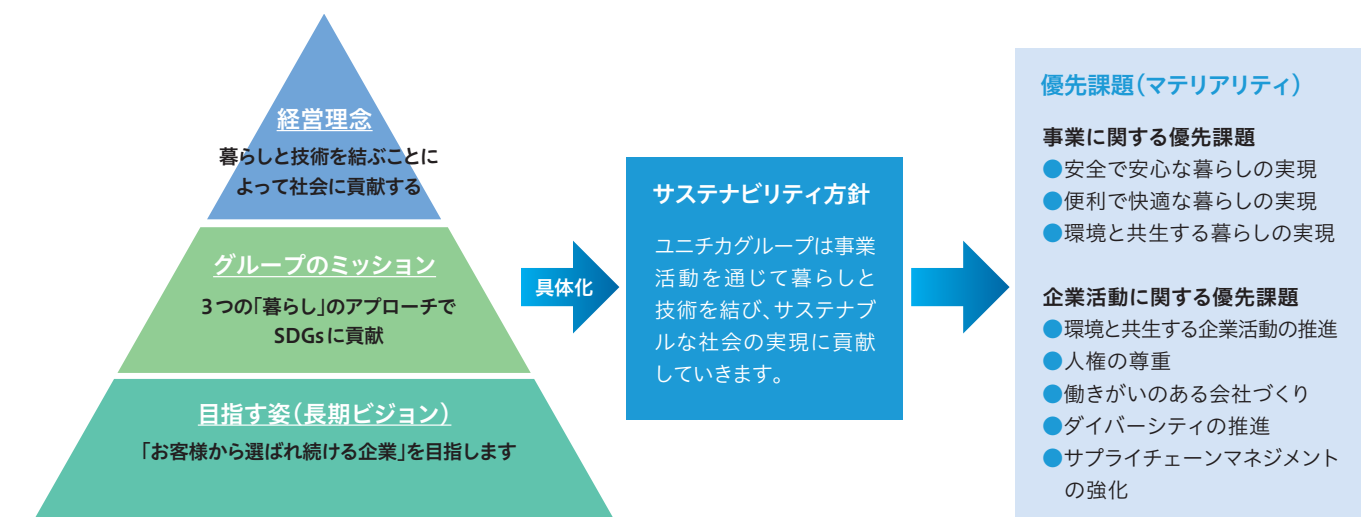 経営理念
暮らしと技術を結ぶことに
よって社会に貢献する
グループのミッション
3つの「暮らし」のアプローチで
SDGsに貢献
目指す姿(長期ビジョン)
「お客様から選ばれ続ける企業」を目指します
具体化
サステナビリティ方針
ユニチカグループは事業
活動を通じて暮らしと
技術を結び、サステナブ
ルな社会の実現に貢献
していきます。
優先課題(マテリアリティ)
事業に関する優先課題
●安全で安心な暮らしの実現
●便利で快適な暮らしの実現
●環境と共生する暮らしの実現
企業活動に関する優先課題
●環境と共生する企業活動の推進
●人権の尊重
●働きがいのある会社づくり
●ダイバーシティの推進
●サプライチェーンマネジメント
の強化